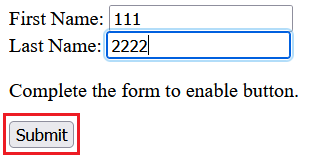 First Name: 111
Last Name: 2222
Complete the form to enable button.
Submit